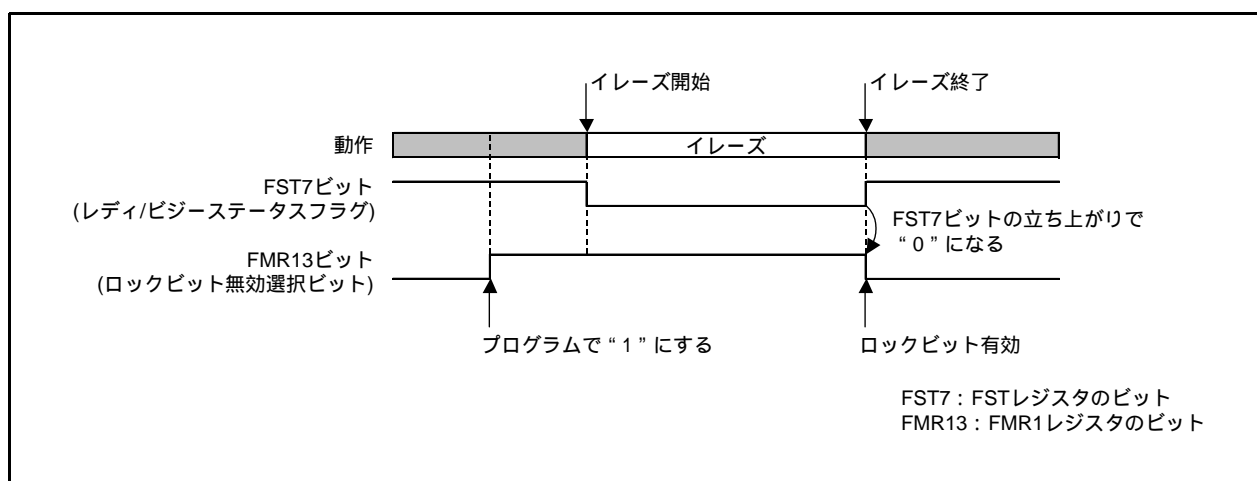 イレーズ開始
イレーズ終了
動作
イレーズ
FST7ビット
(レディ/ビジーステータスフラグ)
FST7ビットの立ち上がりで
“0”になる
FMR13ビット
(ロックビット無効選択ビット)
プログラムで“1”にする
ロックビット有効
FST7：FSTレジスタのビット
FMR13：FMR1レジスタのビット